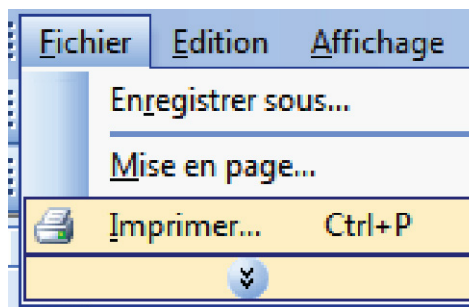 Fichier Edition Affichage
Enregistrer sous...
Mise en page...
Imprimer... Ctrl+P